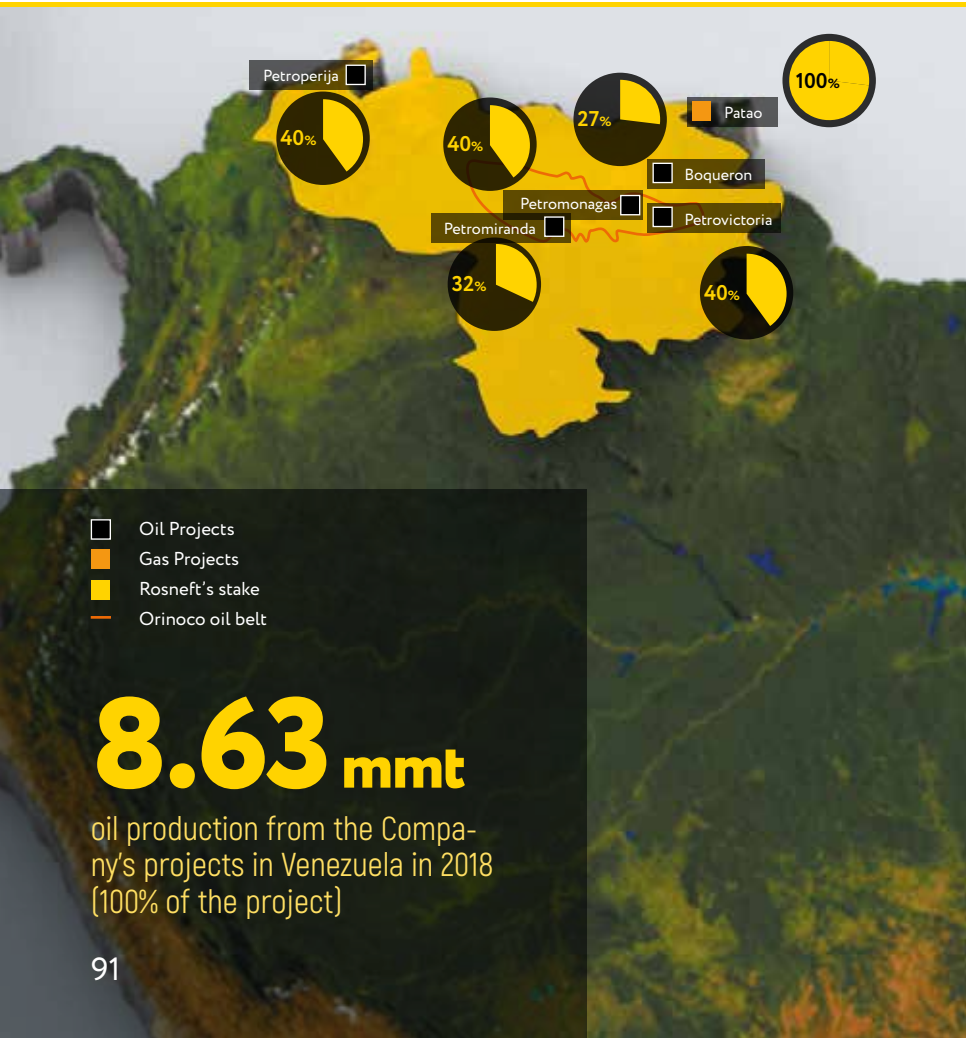 Petroperija
40%
40%
27%
100%
Patao
Boqueron
Petromonagas
Petrovictoria
Petromiranda
32%
40%
Oil Projects
Gas Projects
Rosneft's stake
Orinoco oil belt
8.63 mmt
oil production from the Compa-
ny's projects in Venezuela in 2018
(100% of the project)
91